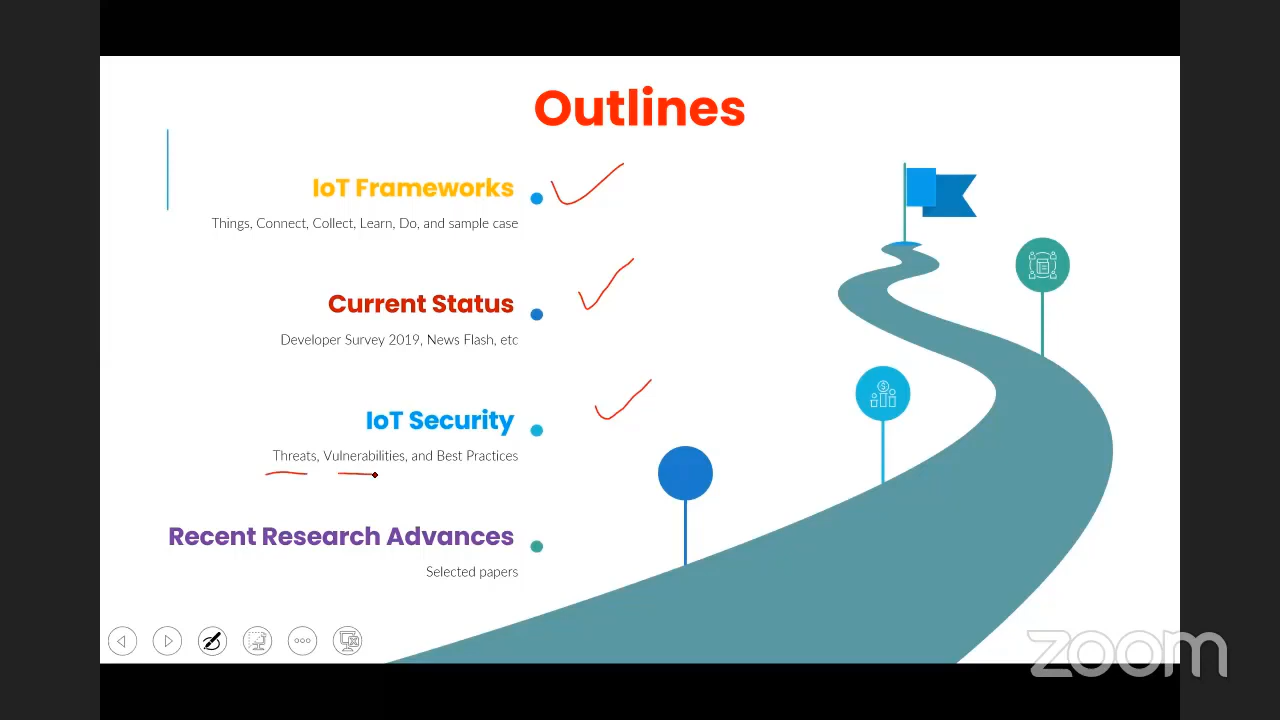 Outlines
IoT Frameworks
Things, Connect, Collect, Learn, Do, and sample case
Current Status
Developer Survey 2019, News Flash, etc
IoT Security
Threats, Vulnerabilities, and Best Practices
Recent Research Advances
Selected papers
zoom